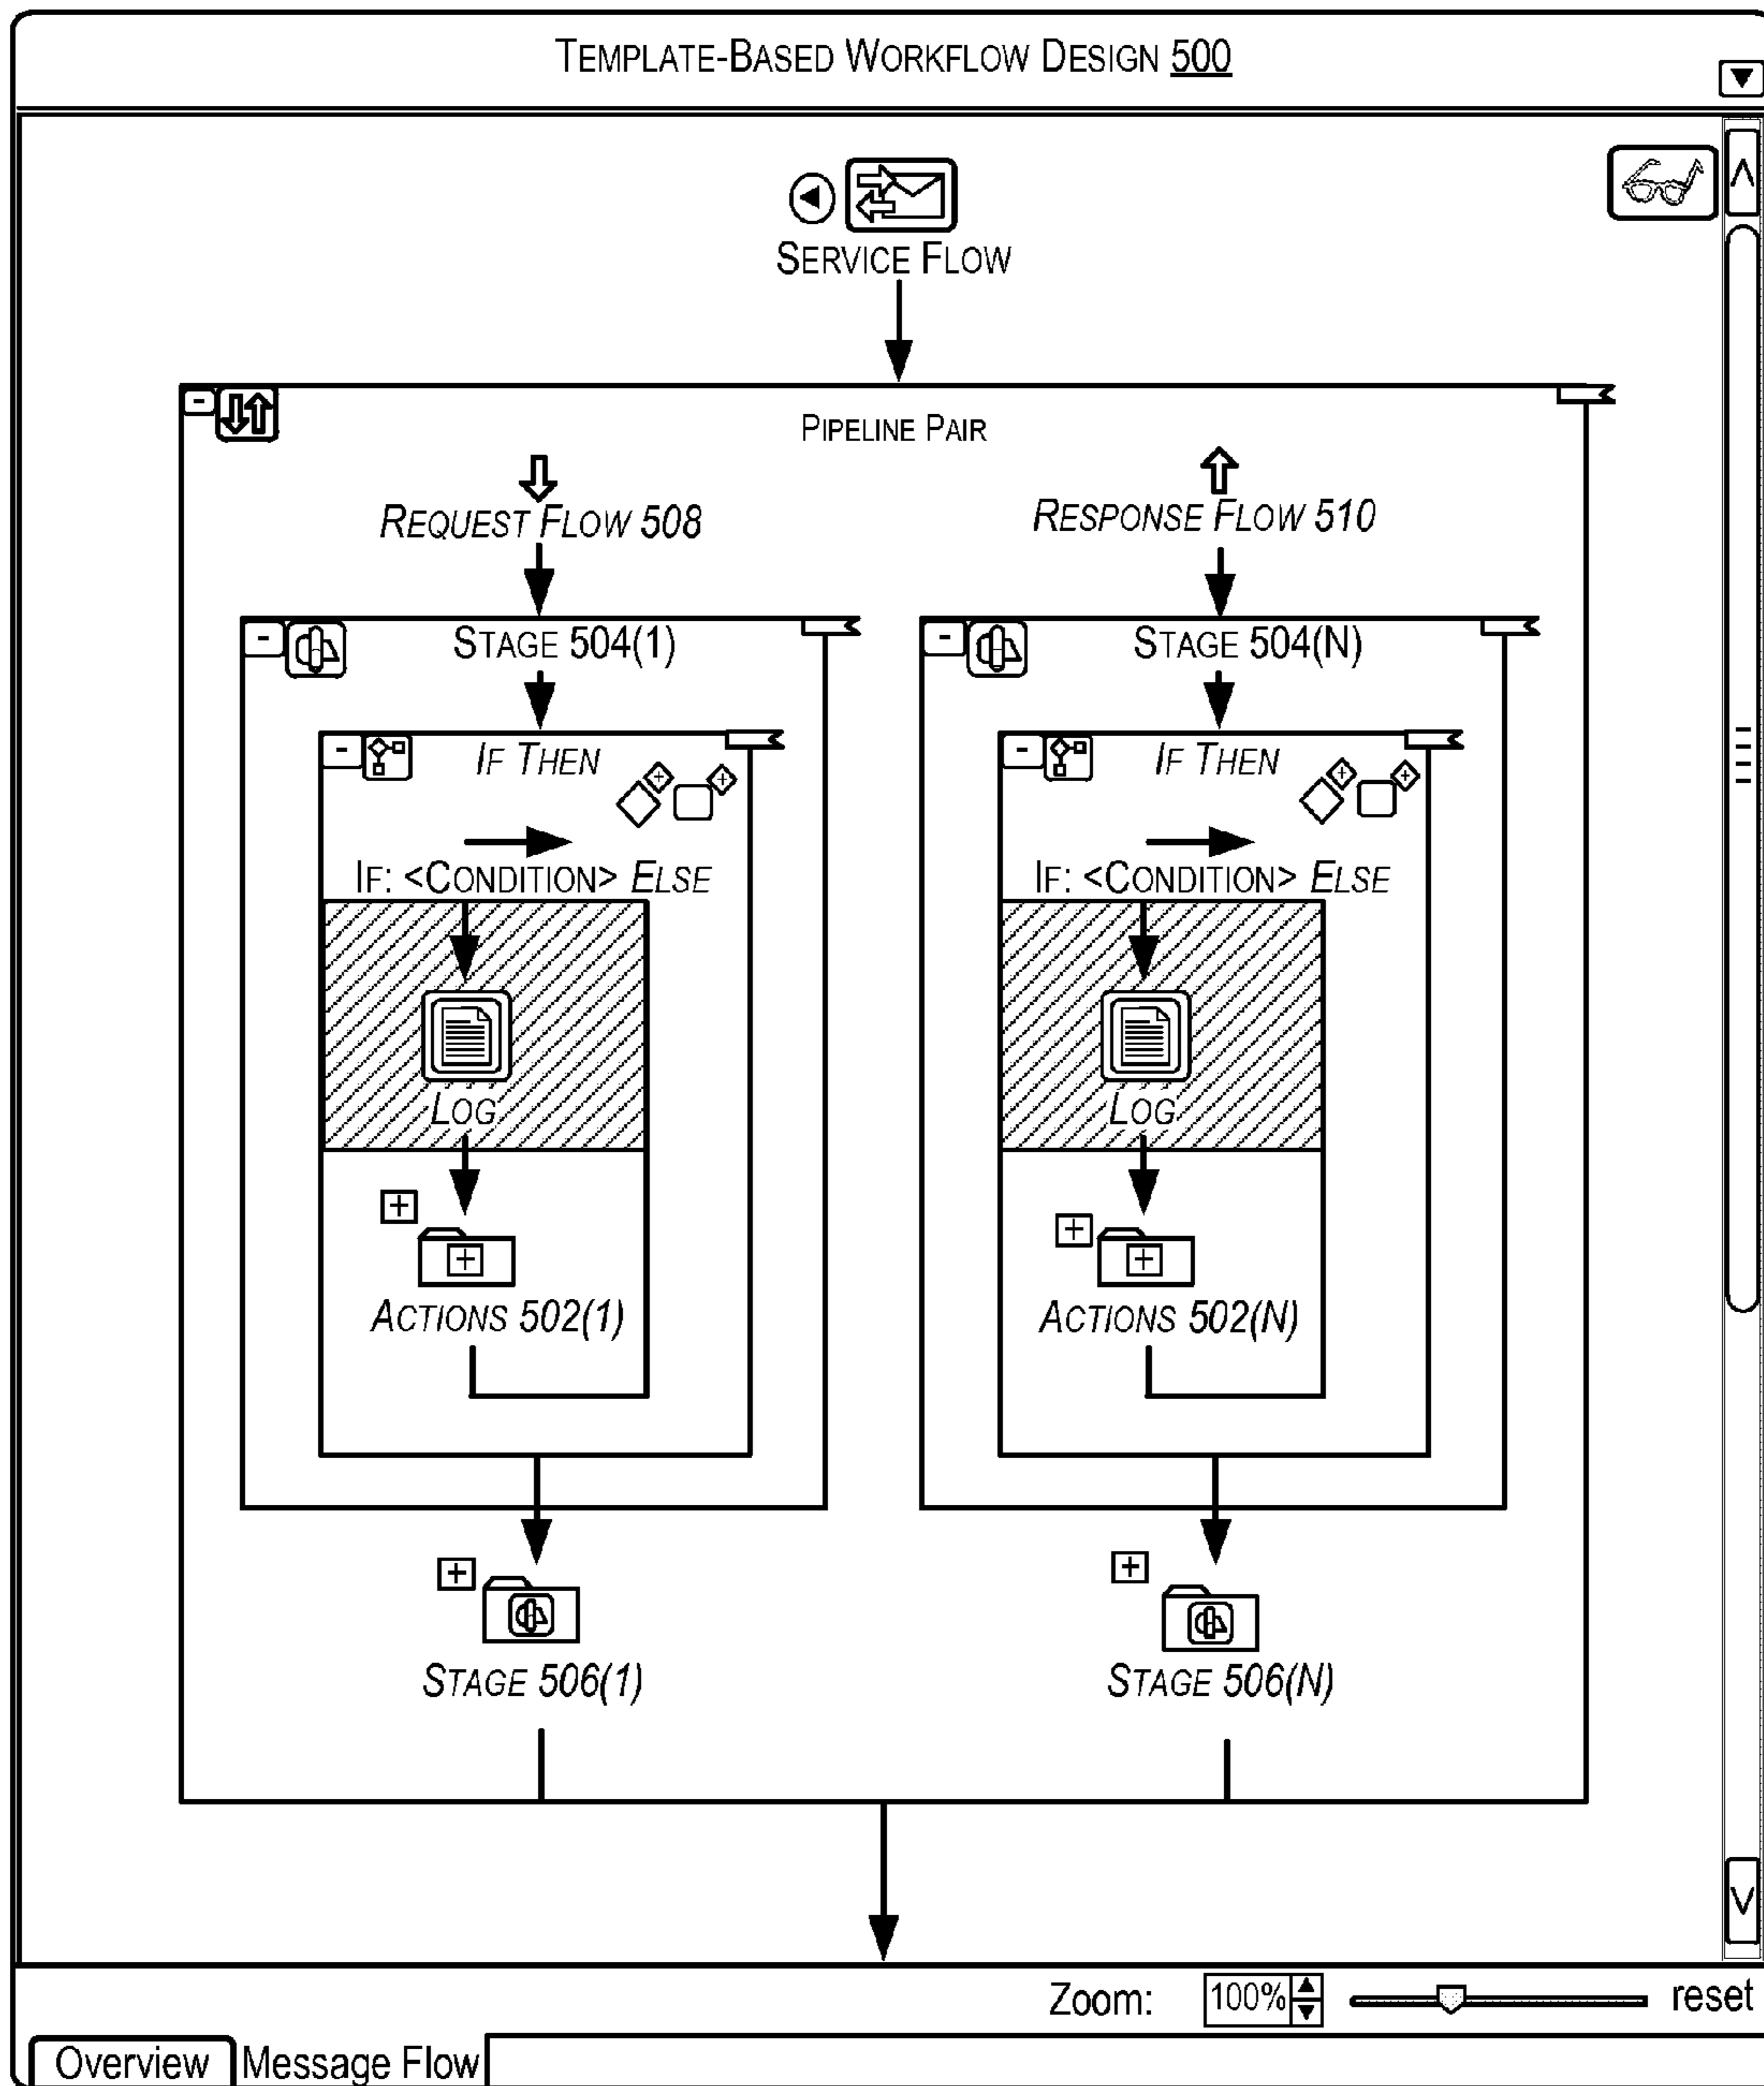 TEMPLATE-BASED WORKFLOW DESIGN 500
SERVICE FLOW
PIPELINE PAIR
REQUEST FLOW 508
RESPONSE FLOW 510
STAGE 504(1)
STAGE 504(N)
IF THEN
IF THEN
IF: <CONDITION> ELSE
IF: <CONDITION> ELSE
LOG
LOG
ACTIONS 502(1)
ACTIONS 502(N)
STAGE 506(1)
STAGE 506(N)
Zoom: 100% reset
Overview Message Flow